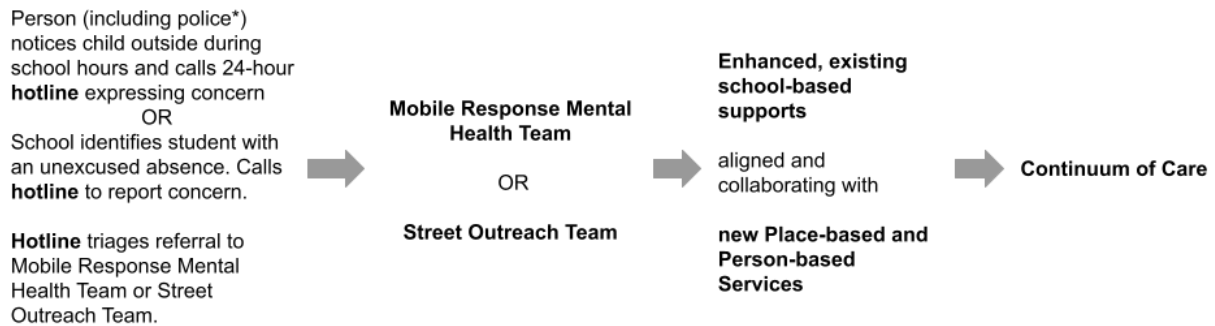 Person (including police*)
notices child outside during
school hours and calls 24-hour
hotline expressing concern
OR
School identifies student with
an unexcused absence. Calls
hotline to report concern.
Hotline triages referral to
Mobile Response Mental
Health Team or Street
Outreach Team.
Mobile Response Mental
Health Team
OR
Street Outreach Team
Enhanced, existing
school-based
supports
aligned and
collaborating with
new Place-based and
Person-based
Services
Continuum of Care